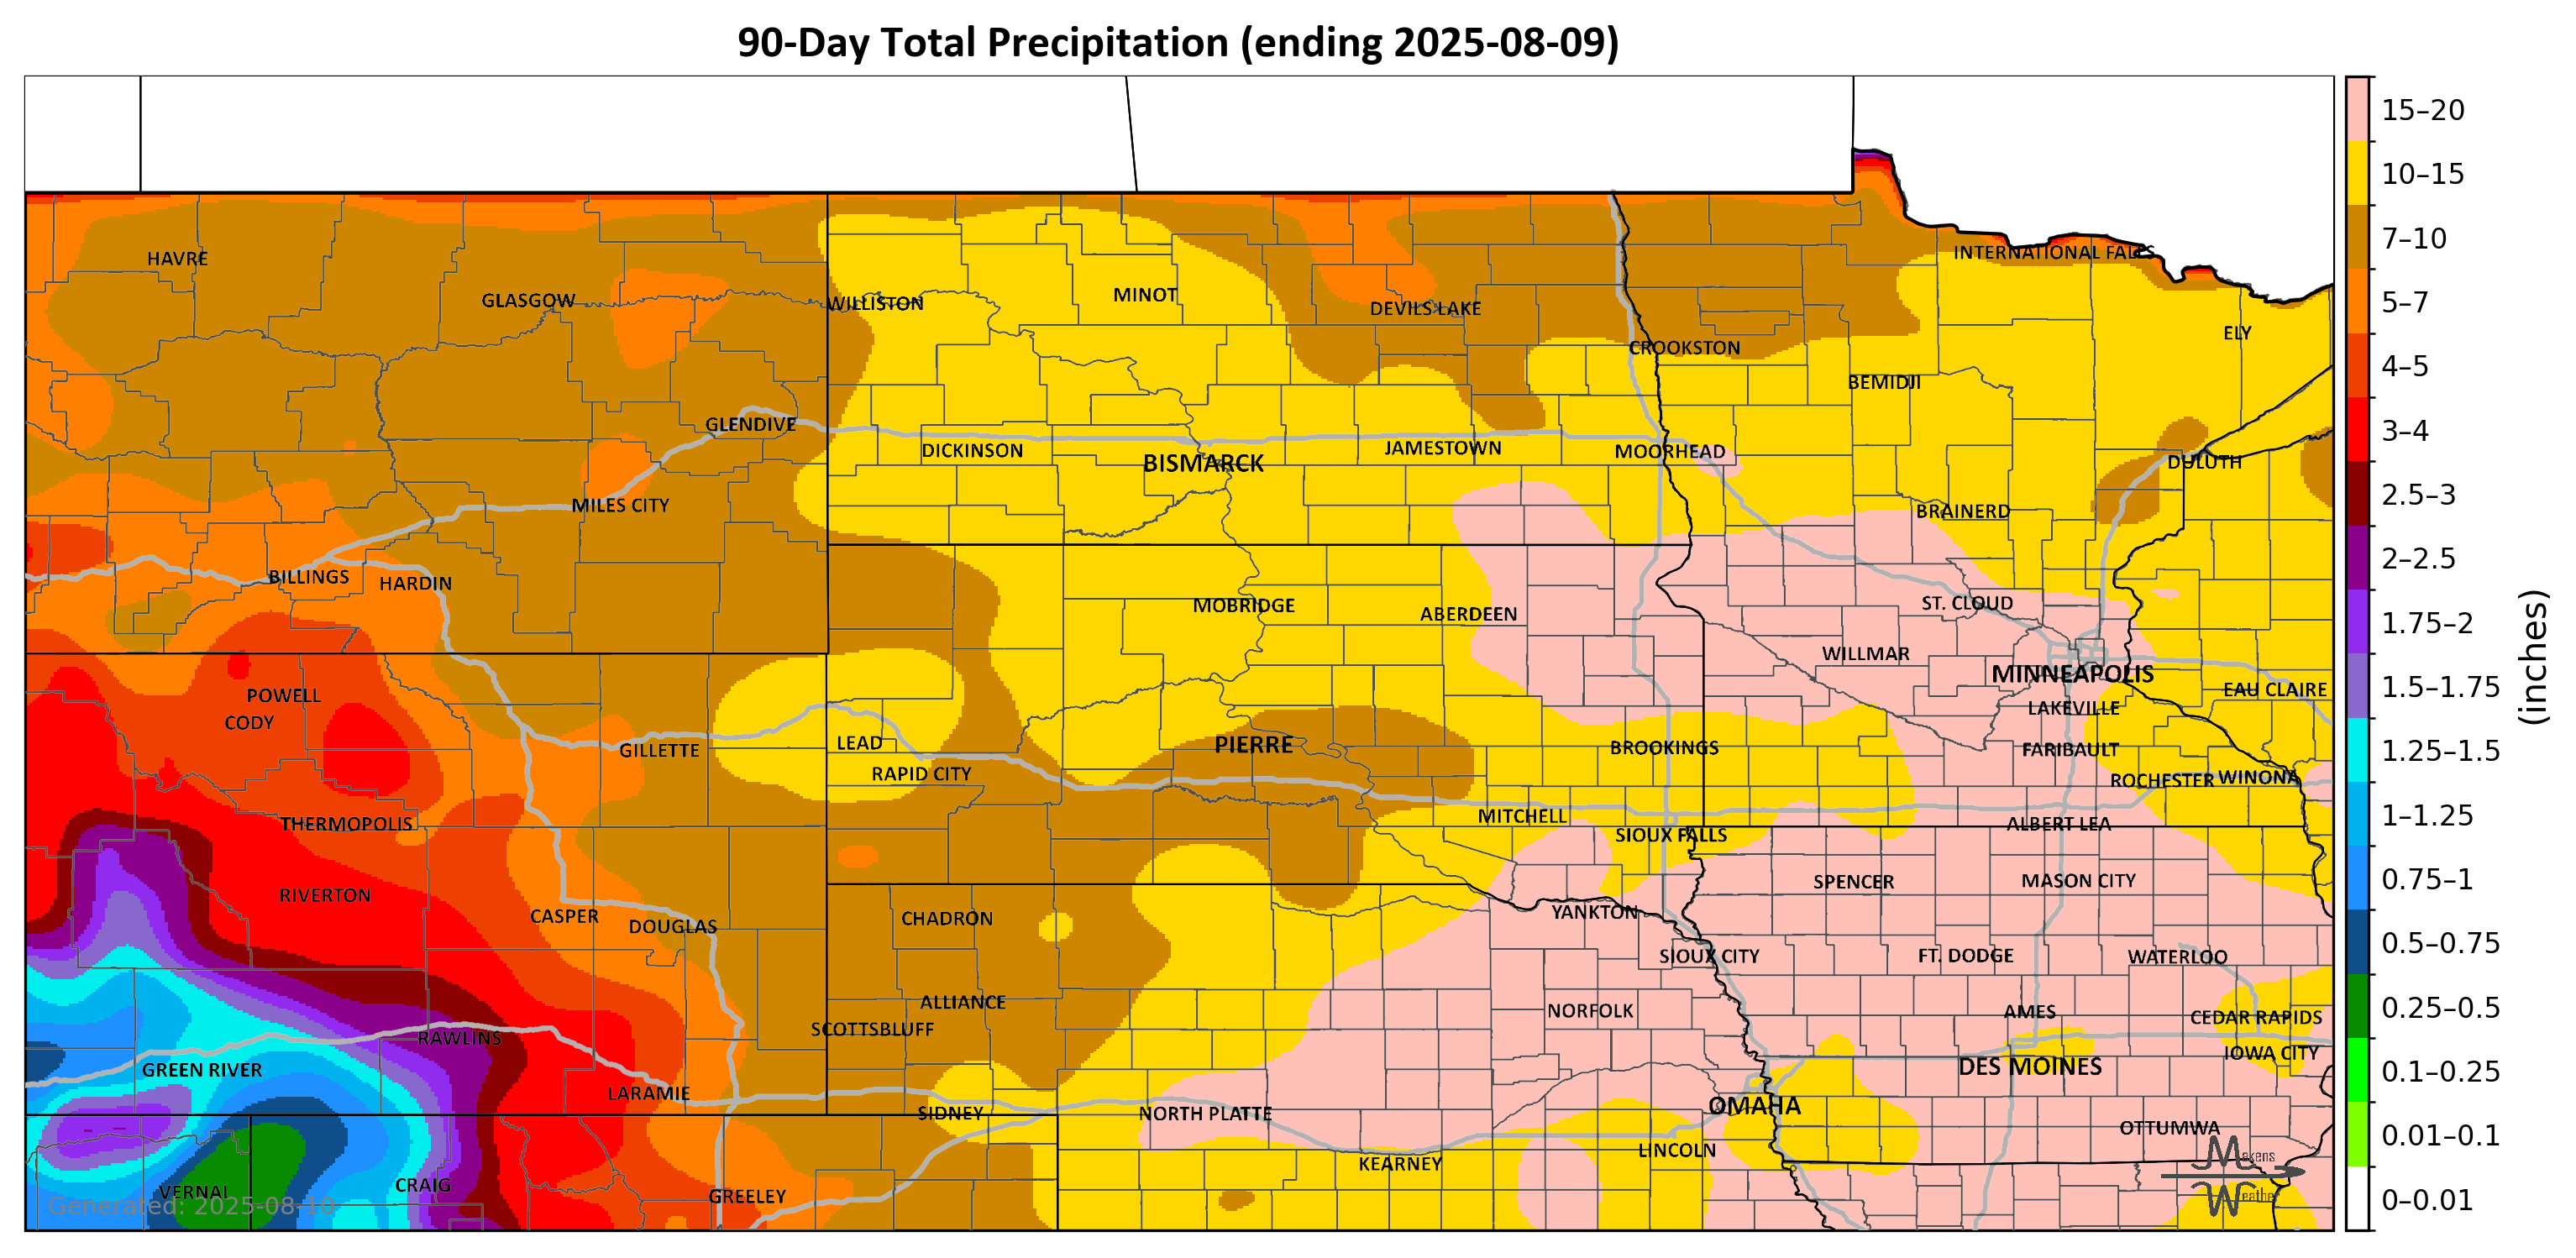 90-Day Total Precipitation (ending 2025-08-09)
HAVRE
GLASGOW
WILLISTON
MINOT
DEVILS LAKE
INTERNATIONAL FALLS
ELY
CROOKSTON
BEMIDJI
GLENDIVE
DICKINSON
BISMARCK
JAMESTOWN
MOORHEAD
DULUTH
MILES CITY
BRAINERD
BILLINGS
HARDIN
MOBRIDGE
ABERDEEN
ST. CLOUD
WILLMAR
MINNEAPOLIS
EAU CLAIRE
POWELL
CODY
LAKEVILLE
GILLETTE
LEAD
PIERRE
BROOKINGS
FARIBAULT
RAPID CITY
ROCHESTER
WINONA
THERMOPOLIS
MITCHELL
SIOUX FALLS
ALBERT LEA
RIVERTON
SPENCER
MASON CITY
CASPER
DOUGLAS
CHADRON
YANKTON
SIOUX CITY
FT. DODGE
WATERLOO
ALLIANCE
NORFOLK
AMES
CEDAR RAPIDS
SCOTTSBLUFF
RAWLINS
IOWA CITY
GREEN RIVER
DES MOINES
LARAMIE
SIDNEY
NORTH PLATTE
OMAHA
OTTUMWA
LINCOLN
KEARNEY
VERNAL
CRAIG
GREELEY
Generated: 2025-08-10
Makens
Weather
15–20
10–15
7–10
5–7
4–5
3–4
2.5–3
2–2.5
1.75–2
1.5–1.75
1.25–1.5
1–1.25
0.75–1
0.5–0.75
0.25–0.5
0.1–0.25
0.01–0.1
0–0.01
(inches)